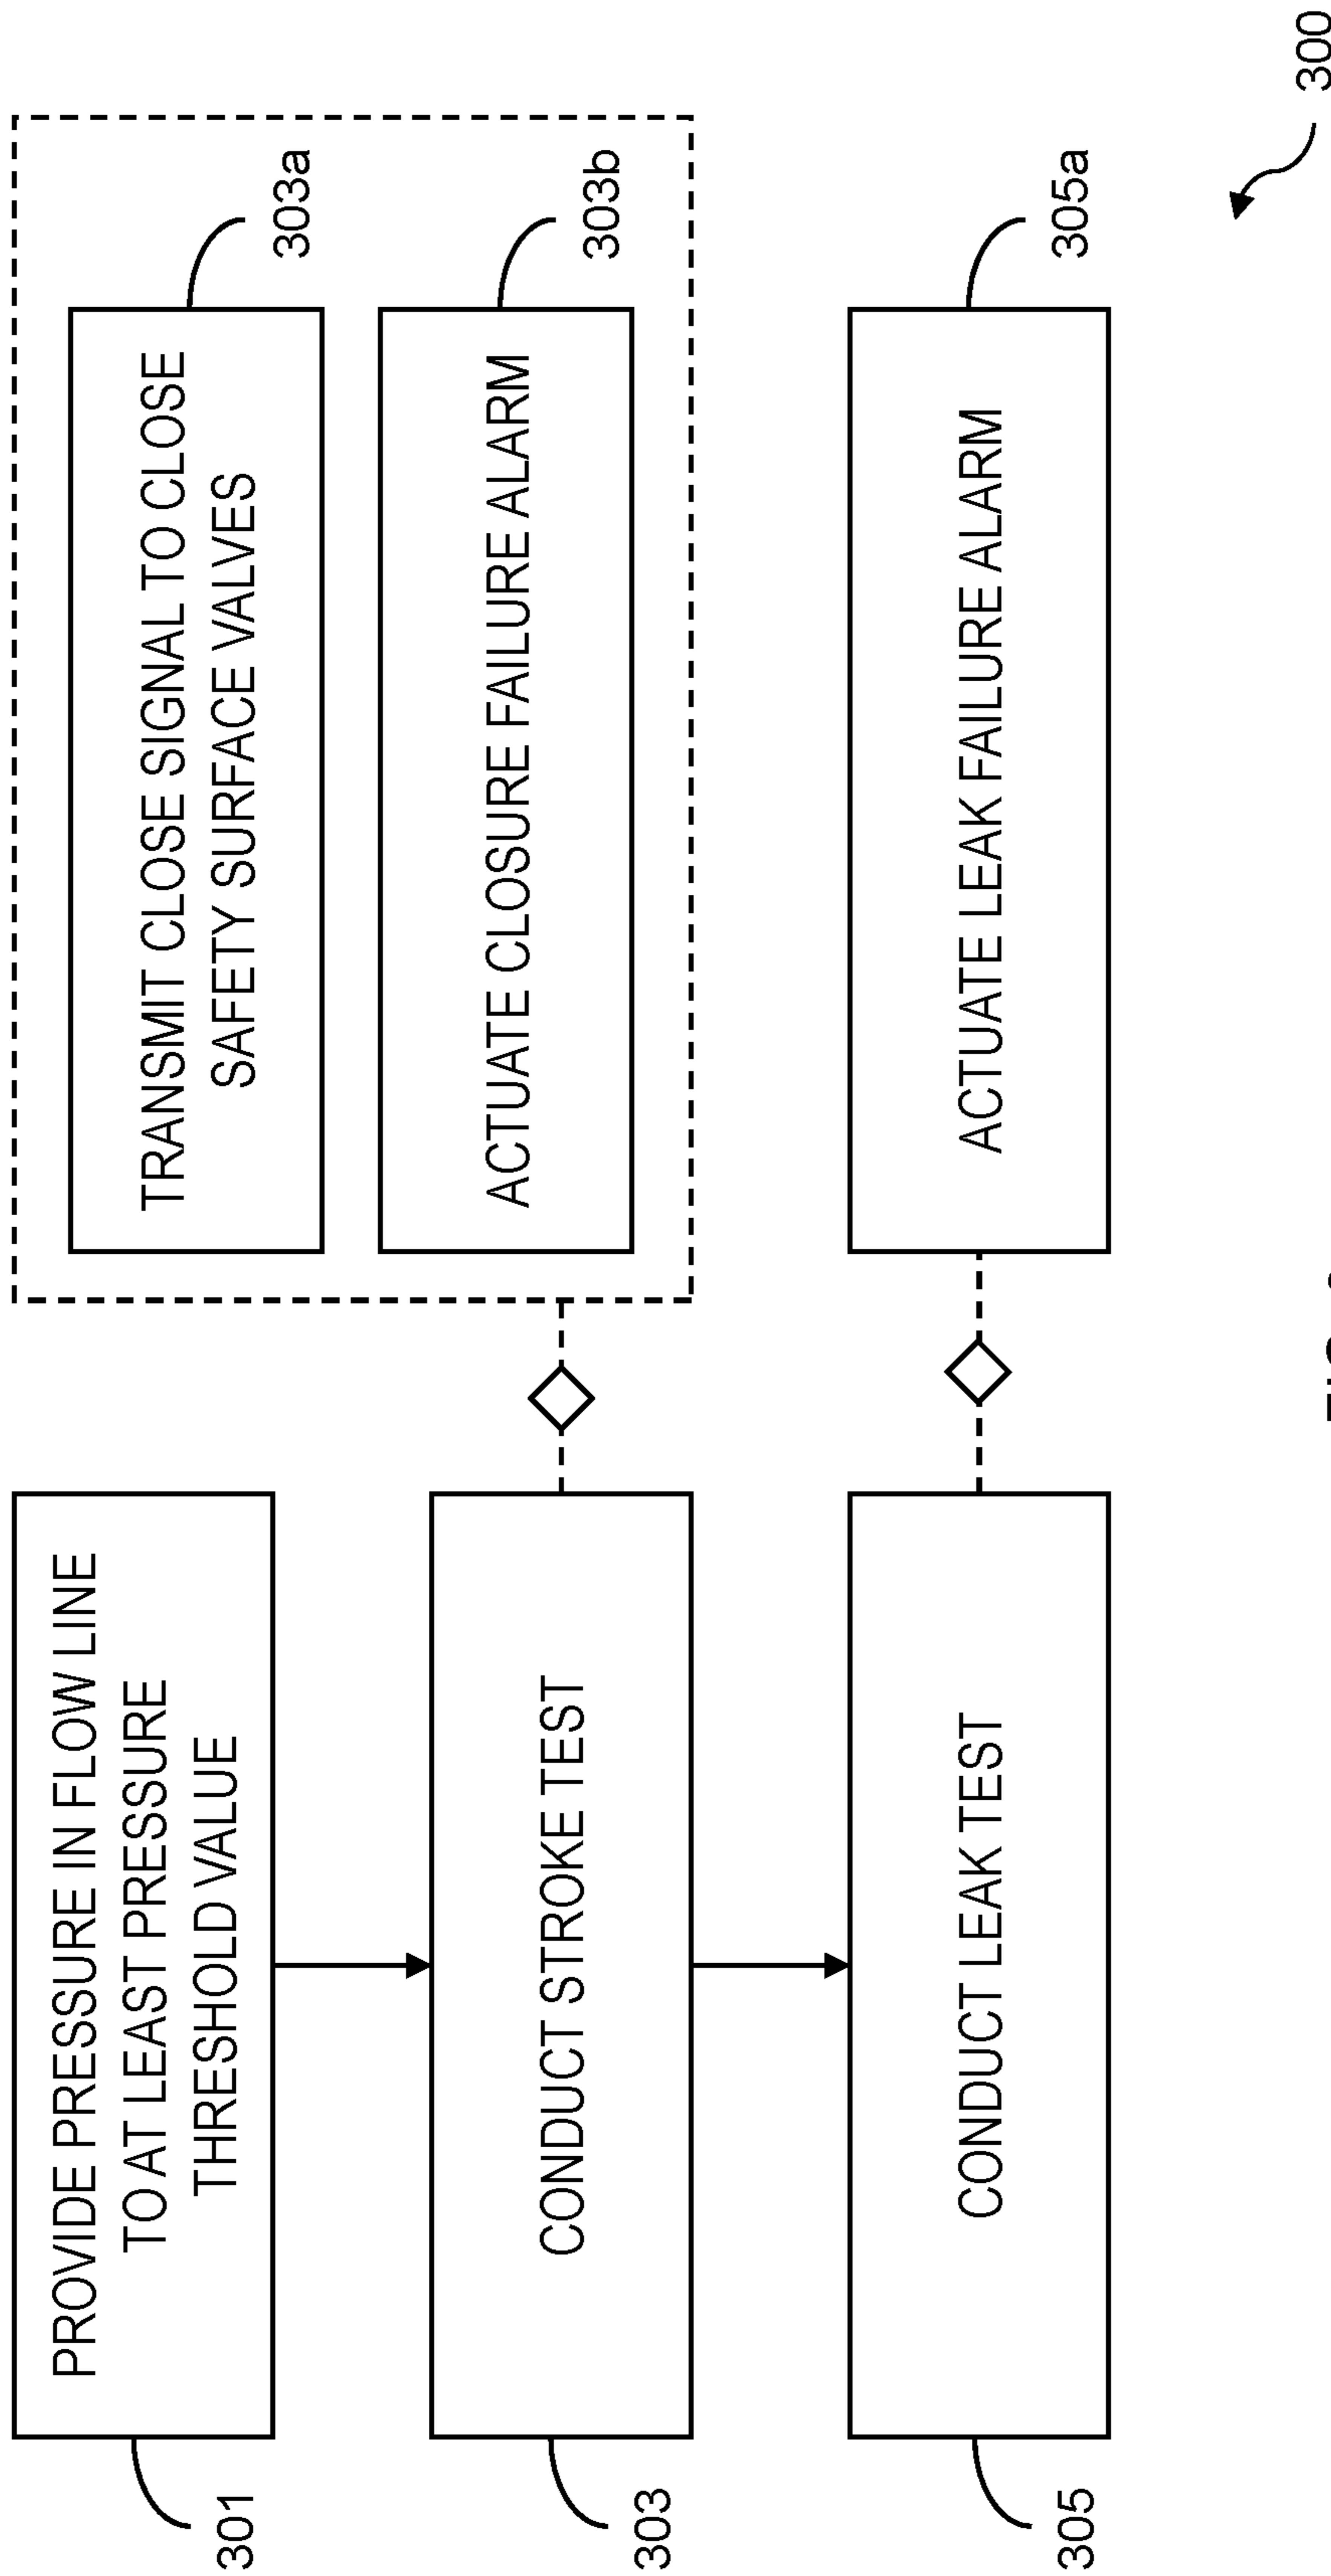 301
PROVIDE PRESSURE IN FLOW LINE
TO AT LEAST PRESSURE
THRESHOLD VALUE
TRANSMIT CLOSE SIGNAL TO CLOSE
SAFETY SURFACE VALVES
303a
303
CONDUCT STROKE TEST
ACTUATE CLOSURE FAILURE ALARM
303b
305
CONDUCT LEAK TEST
ACTUATE LEAK FAILURE ALARM
305a
300